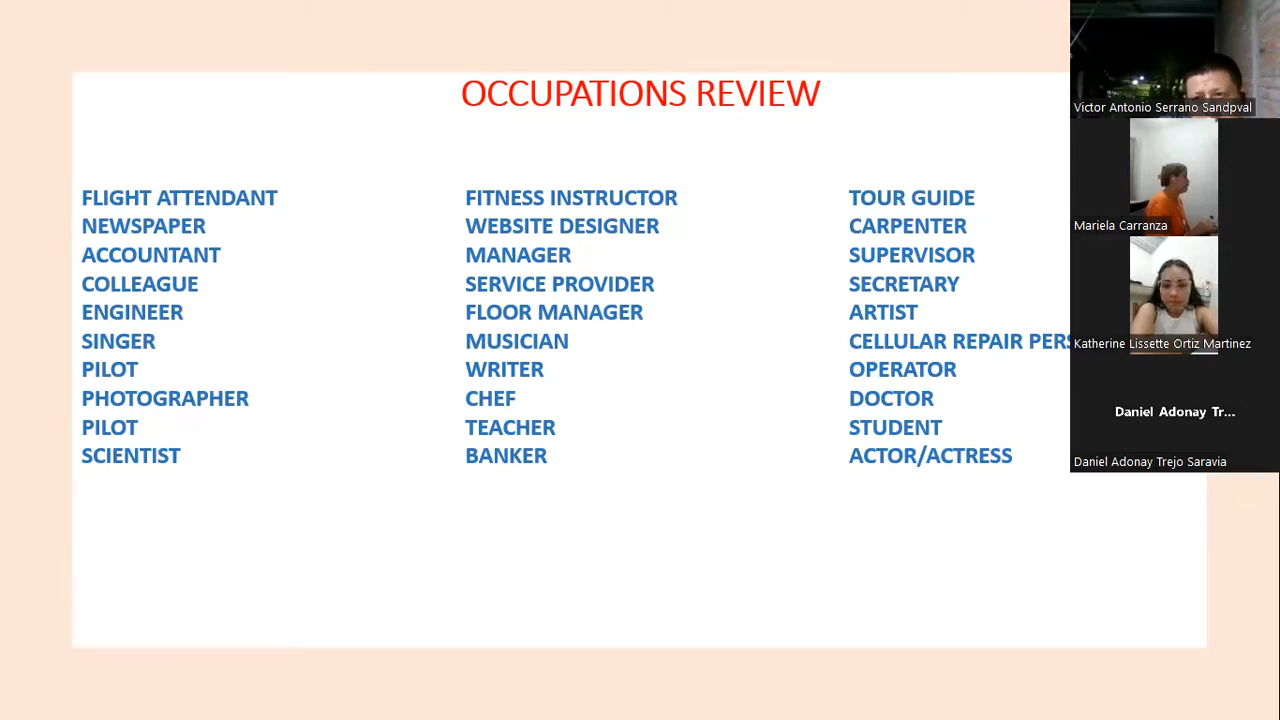 OCCUPATIONS REVIEW
FLIGHT ATTENDANT
NEWSPAPER
ACCOUNTANT
COLLEAGUE
ENGINEER
SINGER
PILOT
PHOTOGRAPHER
PILOT
SCIENTIST
FITNESS INSTRUCTOR
WEBSITE DESIGNER
MANAGER
SERVICE PROVIDER
FLOOR MANAGER
MUSICIAN
WRITER
CHEF
TEACHER
BANKER
TOUR GUIDE
CARPENTER
SUPERVISOR
SECRETARY
ARTIST
CELLULAR REPAIR
OPERATOR
DOCTOR
STUDENT
ACTOR/ACTRESS
Victor Antonio Serrano Sandpval
Mariela Carranza
Katherine Lissette Ortiz Martinez
Daniel Adonay Tr...
Daniel Adonay Trejo Saravia